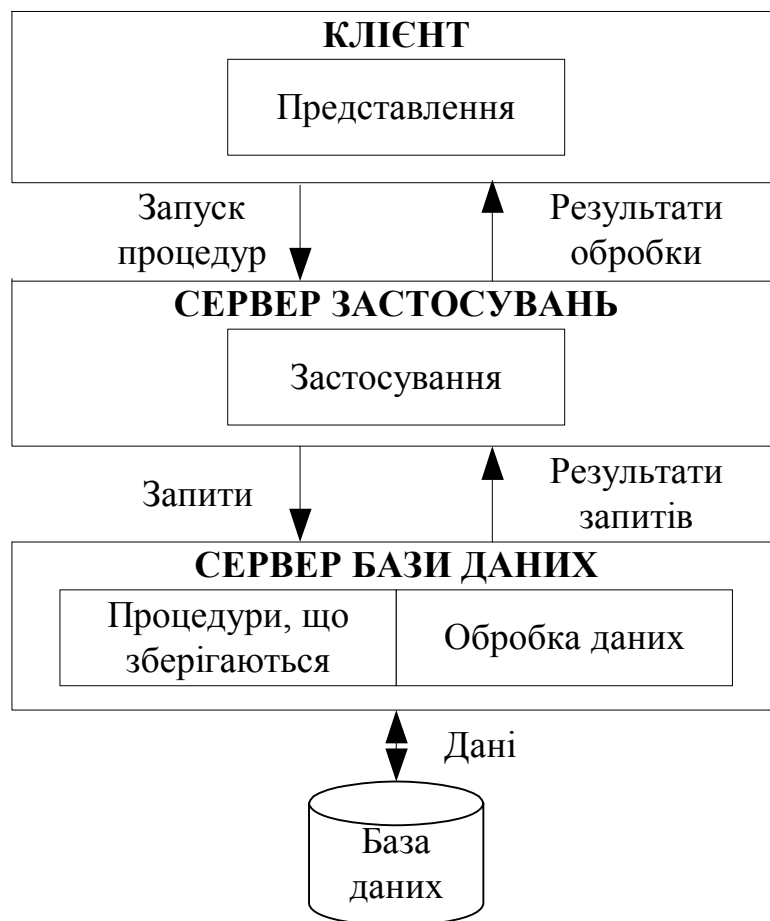 КЛІЄНТ
Представлення
Запуск
процедур
Результати
обробки
СЕРВЕР ЗАСТОСУВАНЬ
Застосування
Запити
Результати
запитів
СЕРВЕР БАЗИ ДАНИХ
Процедури, що
зберігаються
Обробка даних
Дані
База
даних